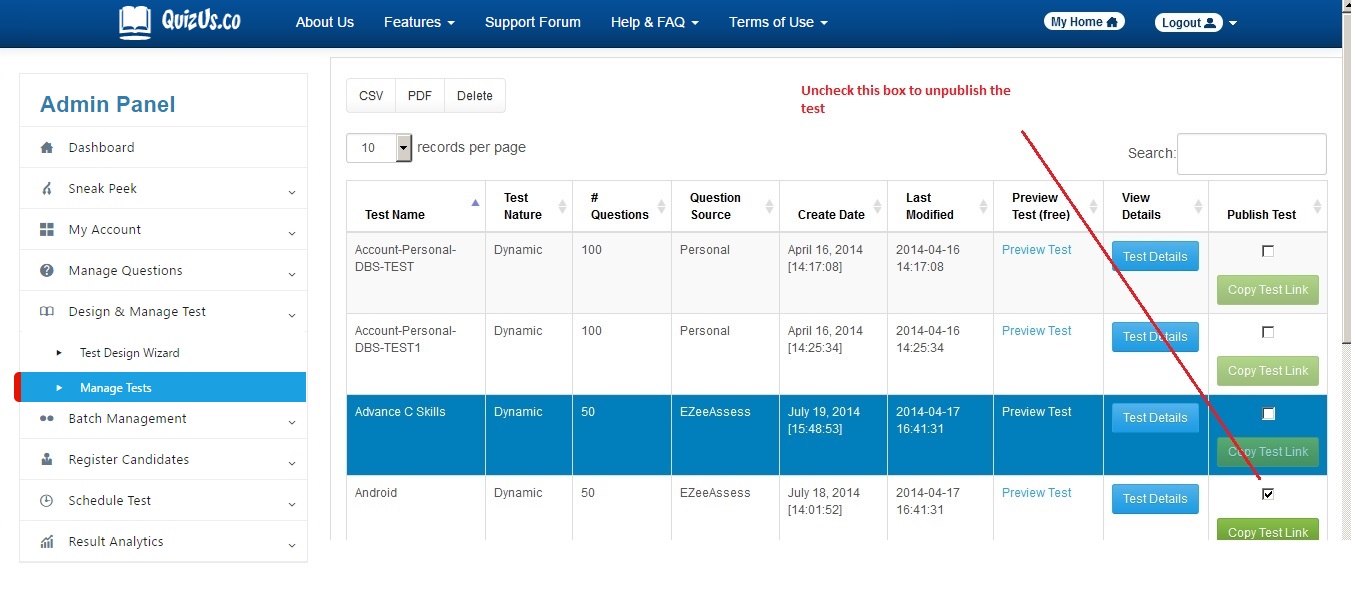 QuizUs.co
About Us Features Support Forum Help & FAQ Terms of Use My Home Logout
Admin Panel
Dashboard
Sneak Peek
My Account
Manage Questions
Design & Manage Test
Test Design Wizard
Manage Tests
Batch Management
Register Candidates
Schedule Test
Result Analytics
CSV PDF Delete
Uncheck this box to unpublish the
test
10 records per page
Search:
Test Name Test Nature # Questions Question Source Create Date Last Modified Preview Test (free) View Details Publish Test
Account-Personal- Dynamic 100 Personal April 16, 2014 2014-04-16 Preview Test Test Details
DBS-TEST [14:17:08] 14:17:08
Copy Test Link
Account-Personal- Dynamic 100 Personal April 16, 2014 2014-04-16 Preview Test Test Details
DBS-TEST1 [14:25:34] 14:25:34
Copy Test Link
Advance C Skills Dynamic 50 EZeeAssess July 19, 2014 2014-04-17 Preview Test Test Details
[15:48:53] 16:41:31
Copy Test Link
Android Dynamic 50 EZeeAssess July 18, 2014 2014-04-17 Preview Test Test Details
[14:01:52] 16:41:31
Copy Test Link